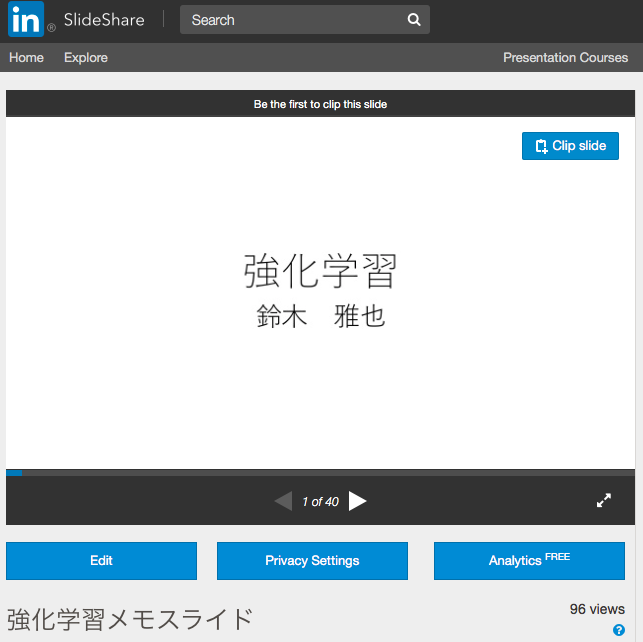 in ® SlideShare Search
Home Explore Presentation Courses
Be the first to clip this slide
Clip slide
強化学習
鈴木　雅也
1 of 40
Edit Privacy Settings Analytics FREE
強化学習メモスライド 96 views
?